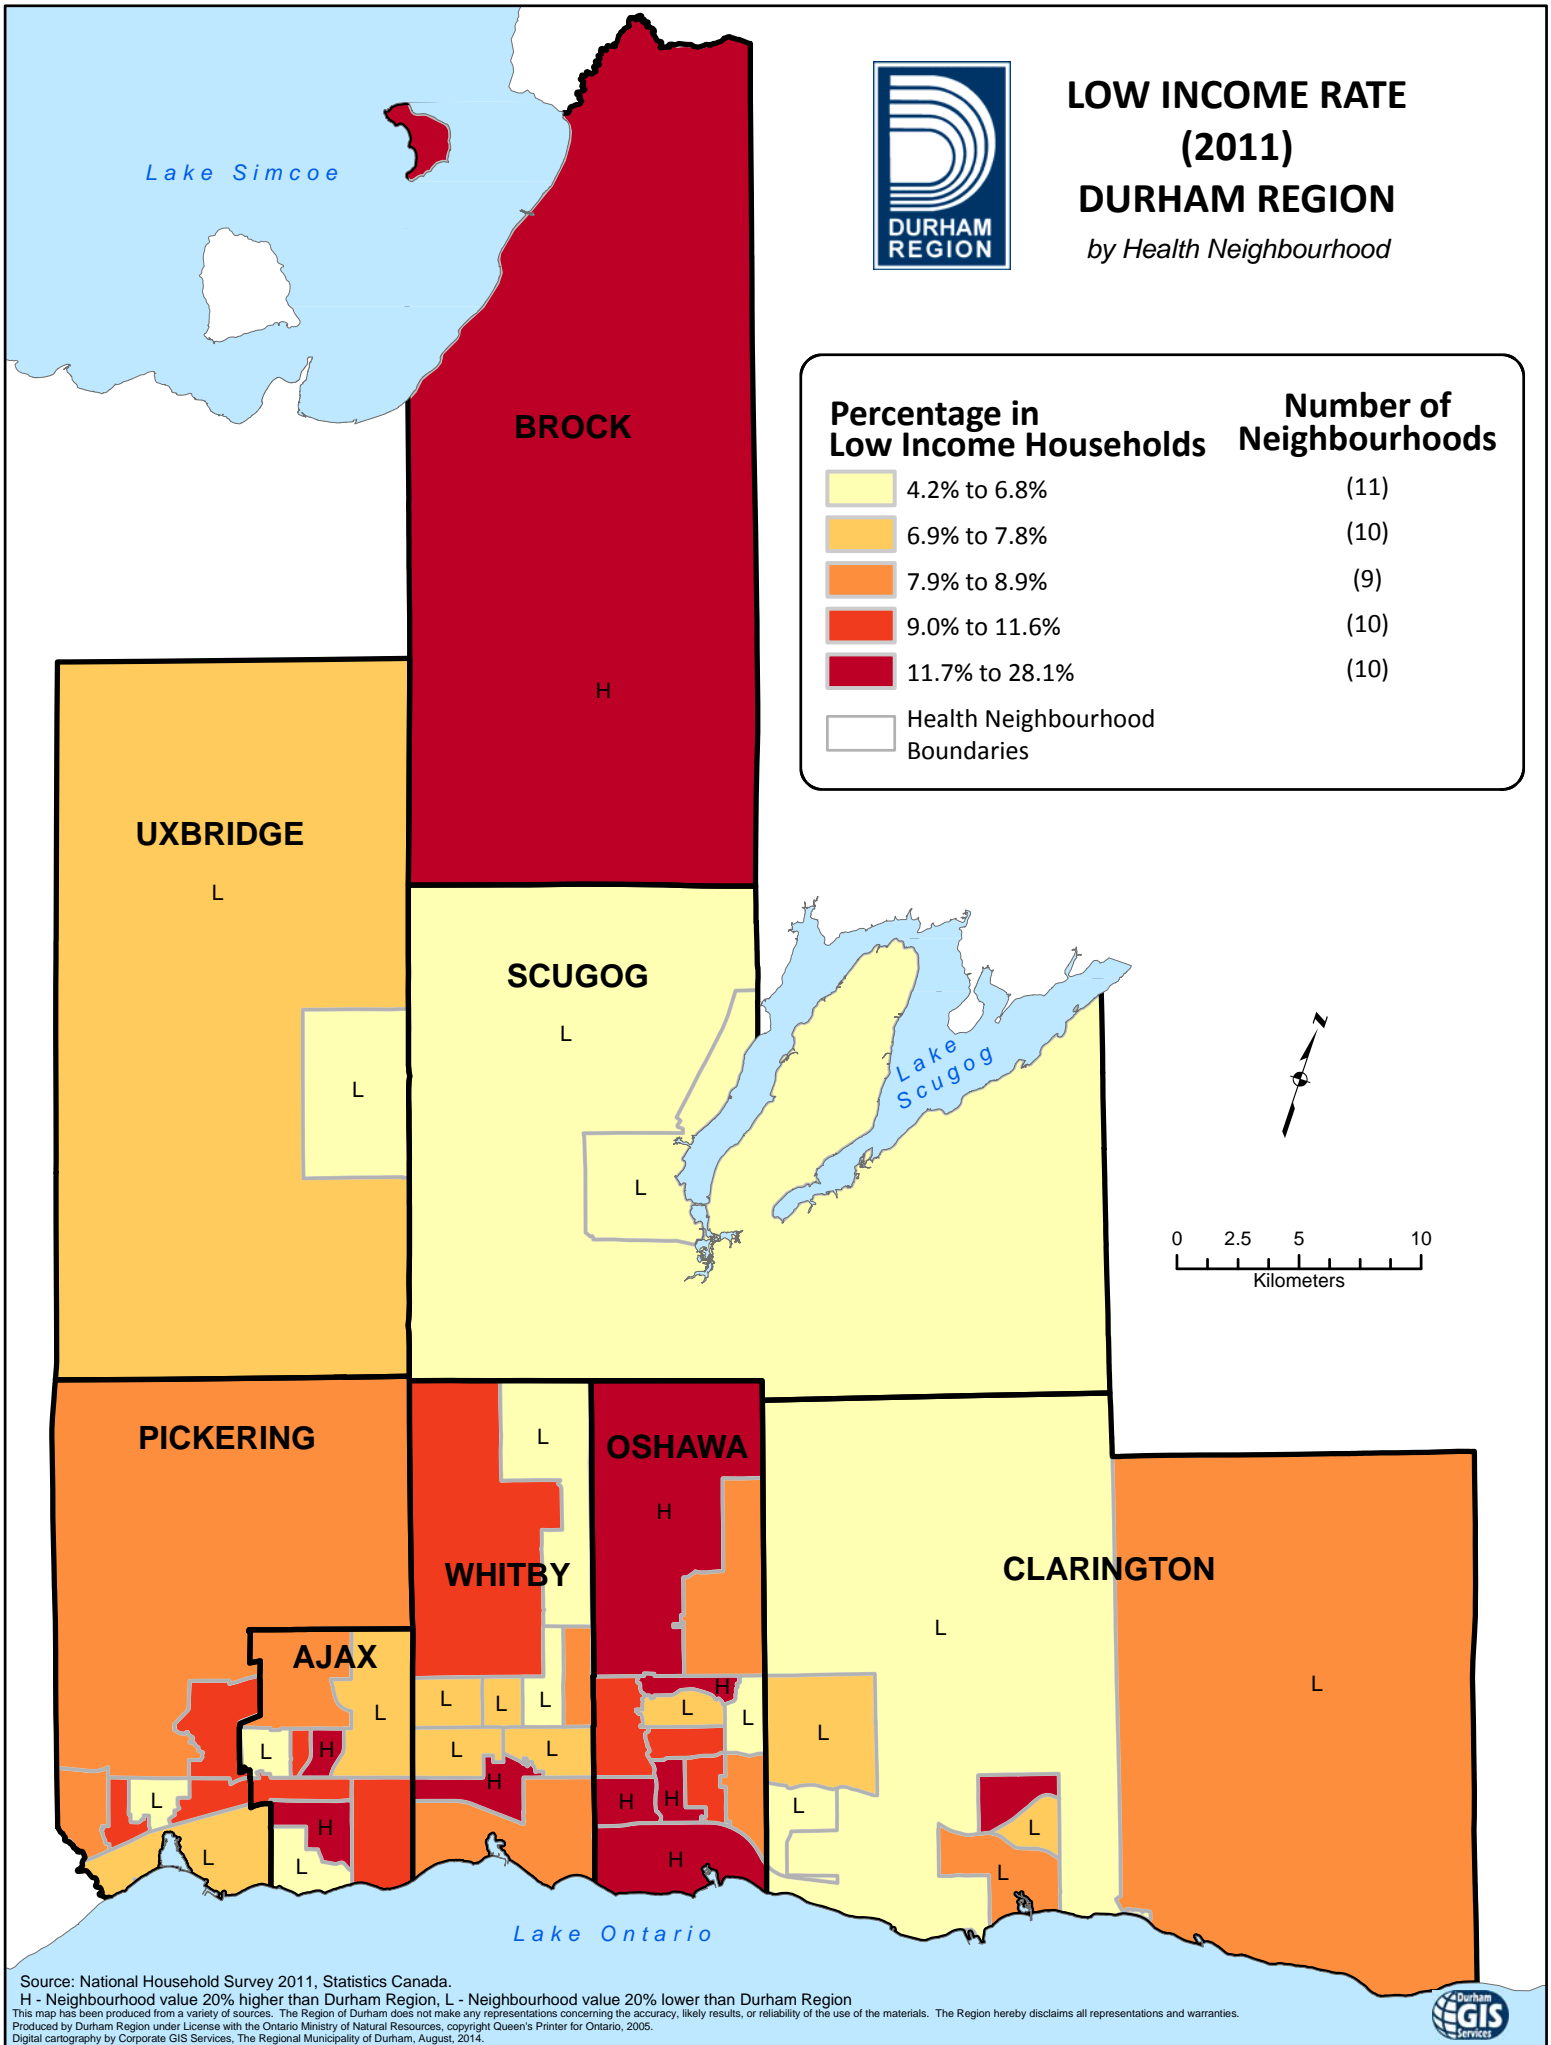 LOW INCOME RATE
(2011)
DURHAM REGION
by Health Neighbourhood
DURHAM
REGION
Lake Simcoe
Percentage in
Low Income Households
Number of
Neighbourhoods
4.2% to 6.8% (11)
6.9% to 7.8% (10)
7.9% to 8.9% (9)
9.0% to 11.6% (10)
11.7% to 28.1% (10)
Health Neighbourhood
Boundaries
BROCK
H
UXBRIDGE
L
L
SCUGOG
L
L
Lake
Scugog
N
0 2.5 5 10
Kilometers
PICKERING
L
L
AJAX
L
L
H
H
L
WHITBY
L
L
L
L
L
L
H
OSHAWA
H
H
L
L
H
H
H
CLARINGTON
L
L
L
L
L
L
Lake Ontario
Source: National Household Survey 2011, Statistics Canada.
H - Neighbourhood value 20% higher than Durham Region, L - Neighbourhood value 20% lower than Durham Region
This map has been produced from a variety of sources. The Region of Durham does not make any representations concerning the accuracy, likely results, or reliability of the use of the materials. The Region hereby disclaims all representations and warranties.
Produced by Durham Region under License with the Ontario Ministry of Natural Resources, copyright Queen's Printer for Ontario, 2005.
Digital cartography by Corporate GIS Services, The Regional Municipality of Durham, August, 2014.
Durham
GIS
Services